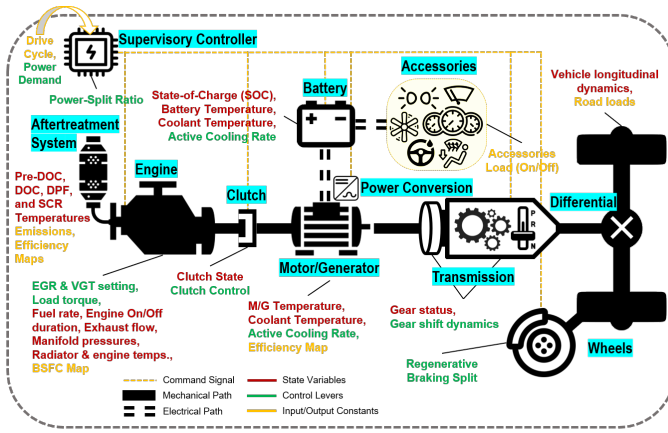 Drive
Cycle,
Power
Demand
Supervisory Controller
Power-Split Ratio
Aftertreatment
System
Pre-DOC,
DOC, DPF,
and SCR
Temperatures
Emissions,
Efficiency
Maps
Engine
EGR & VGT setting,
Load torque,
Fuel rate, Engine On/Off
duration, Exhaust flow,
Manifold pressures,
Radiator & engine temps.,
BSFC Map
Clutch
Clutch State
Clutch Control
State-of-Charge (SOC),
Battery Temperature,
Coolant Temperature,
Active Cooling Rate
Battery
Accessories
Accessories
Load (On/Off)
Power Conversion
Motor/Generator
M/G Temperature,
Coolant Temperature,
Active Cooling Rate,
Efficiency Map
P
R
N
Transmission
Gear status,
Gear shift dynamics
Vehicle longitudinal
dynamics,
Road loads
Differential
Wheels
Regenerative
Braking Split
Command Signal
Mechanical Path
Electrical Path
State Variables
Control Levers
Input/Output Constants